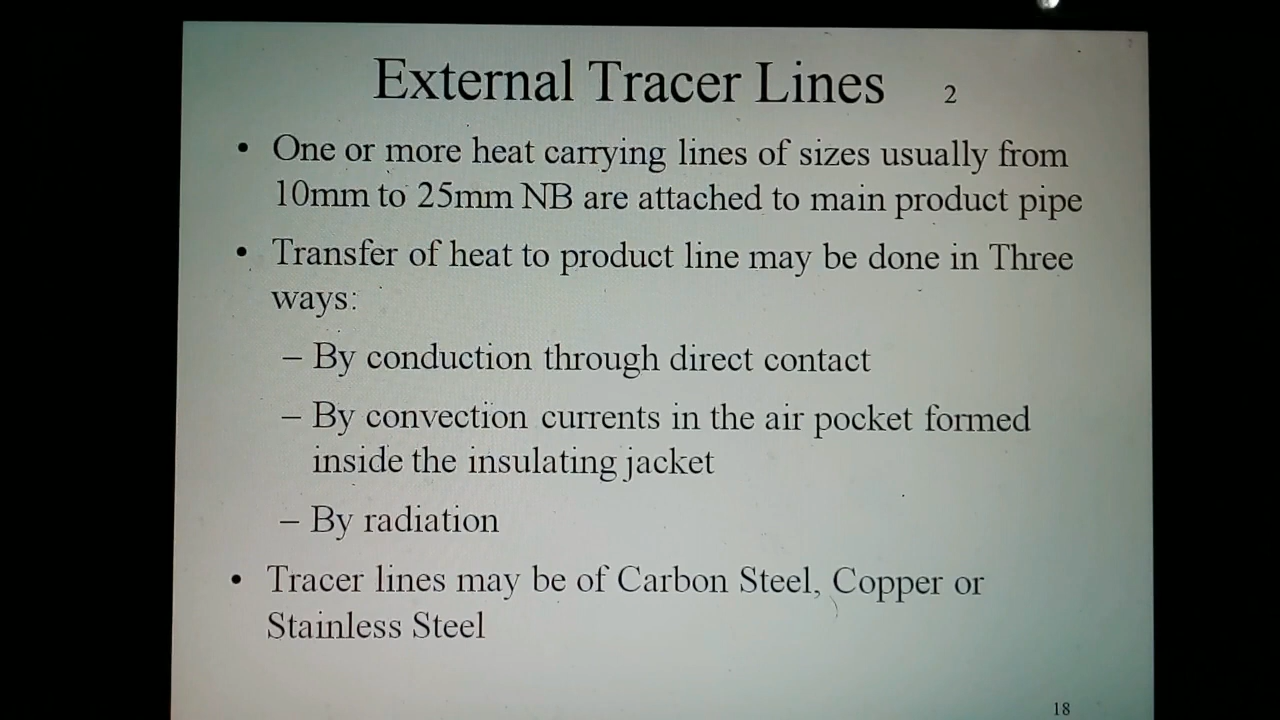 External Tracer Lines 2
• One or more heat carrying lines of sizes usually from
10mm to 25mm NB are attached to main product pipe
• Transfer of heat to product line may be done in Three
ways:
– By conduction through direct contact
– By convection currents in the air pocket formed
inside the insulating jacket
– By radiation
• Tracer lines may be of Carbon Steel, Copper or
Stainless Steel
18